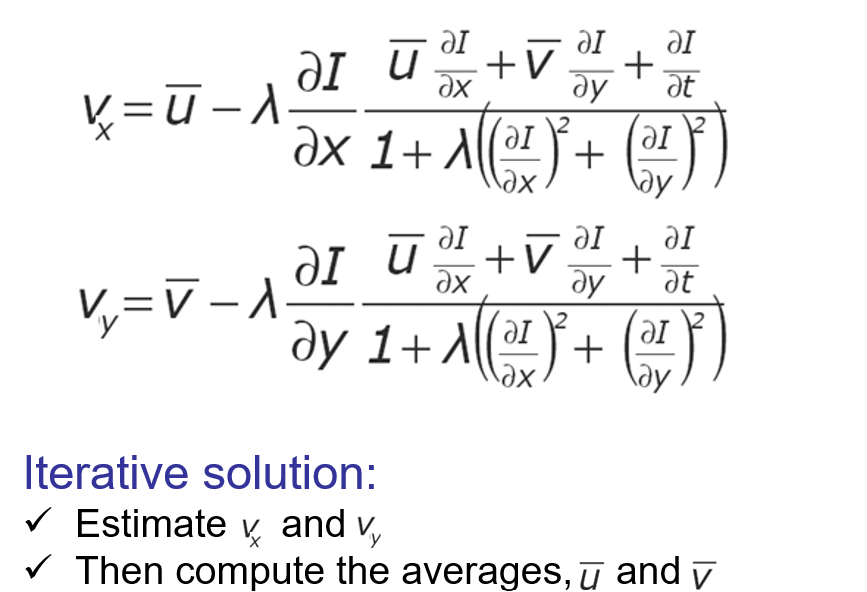 v_x = u̅ − λ ∂I/∂x (u̅ ∂I/∂x + v̅ ∂I/∂y + ∂I/∂t) / (1 + λ((∂I/∂x)² + (∂I/∂y)²))
v_y = v̅ − λ ∂I/∂y (u̅ ∂I/∂x + v̅ ∂I/∂y + ∂I/∂t) / (1 + λ((∂I/∂x)² + (∂I/∂y)²))
Iterative solution:
✓ Estimate v_x and v_y
✓ Then compute the averages, u̅ and v̅